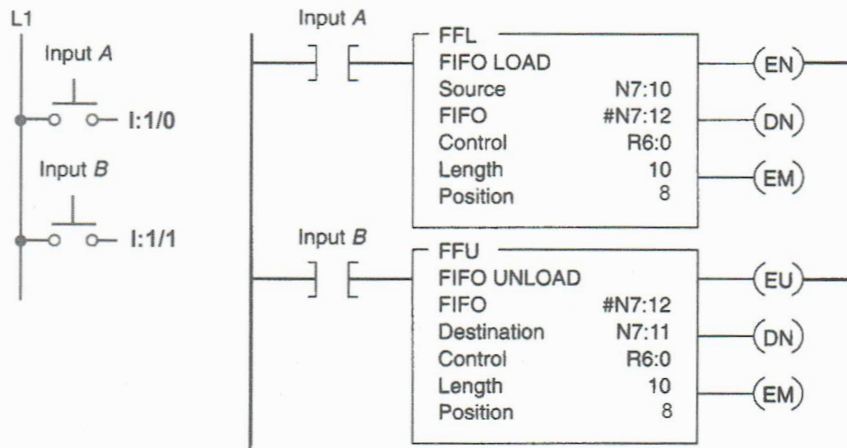 L1
Input A
I:1/0
Input B
I:1/1
Input A
FFL
FIFO LOAD
Source N7:10
FIFO #N7:12
Control R6:0
Length 10
Position 8
EN
DN
EM
Input B
FFU
FIFO UNLOAD
FIFO #N7:12
Destination N7:11
Control R6:0
Length 10
Position 8
EU
DN
EM